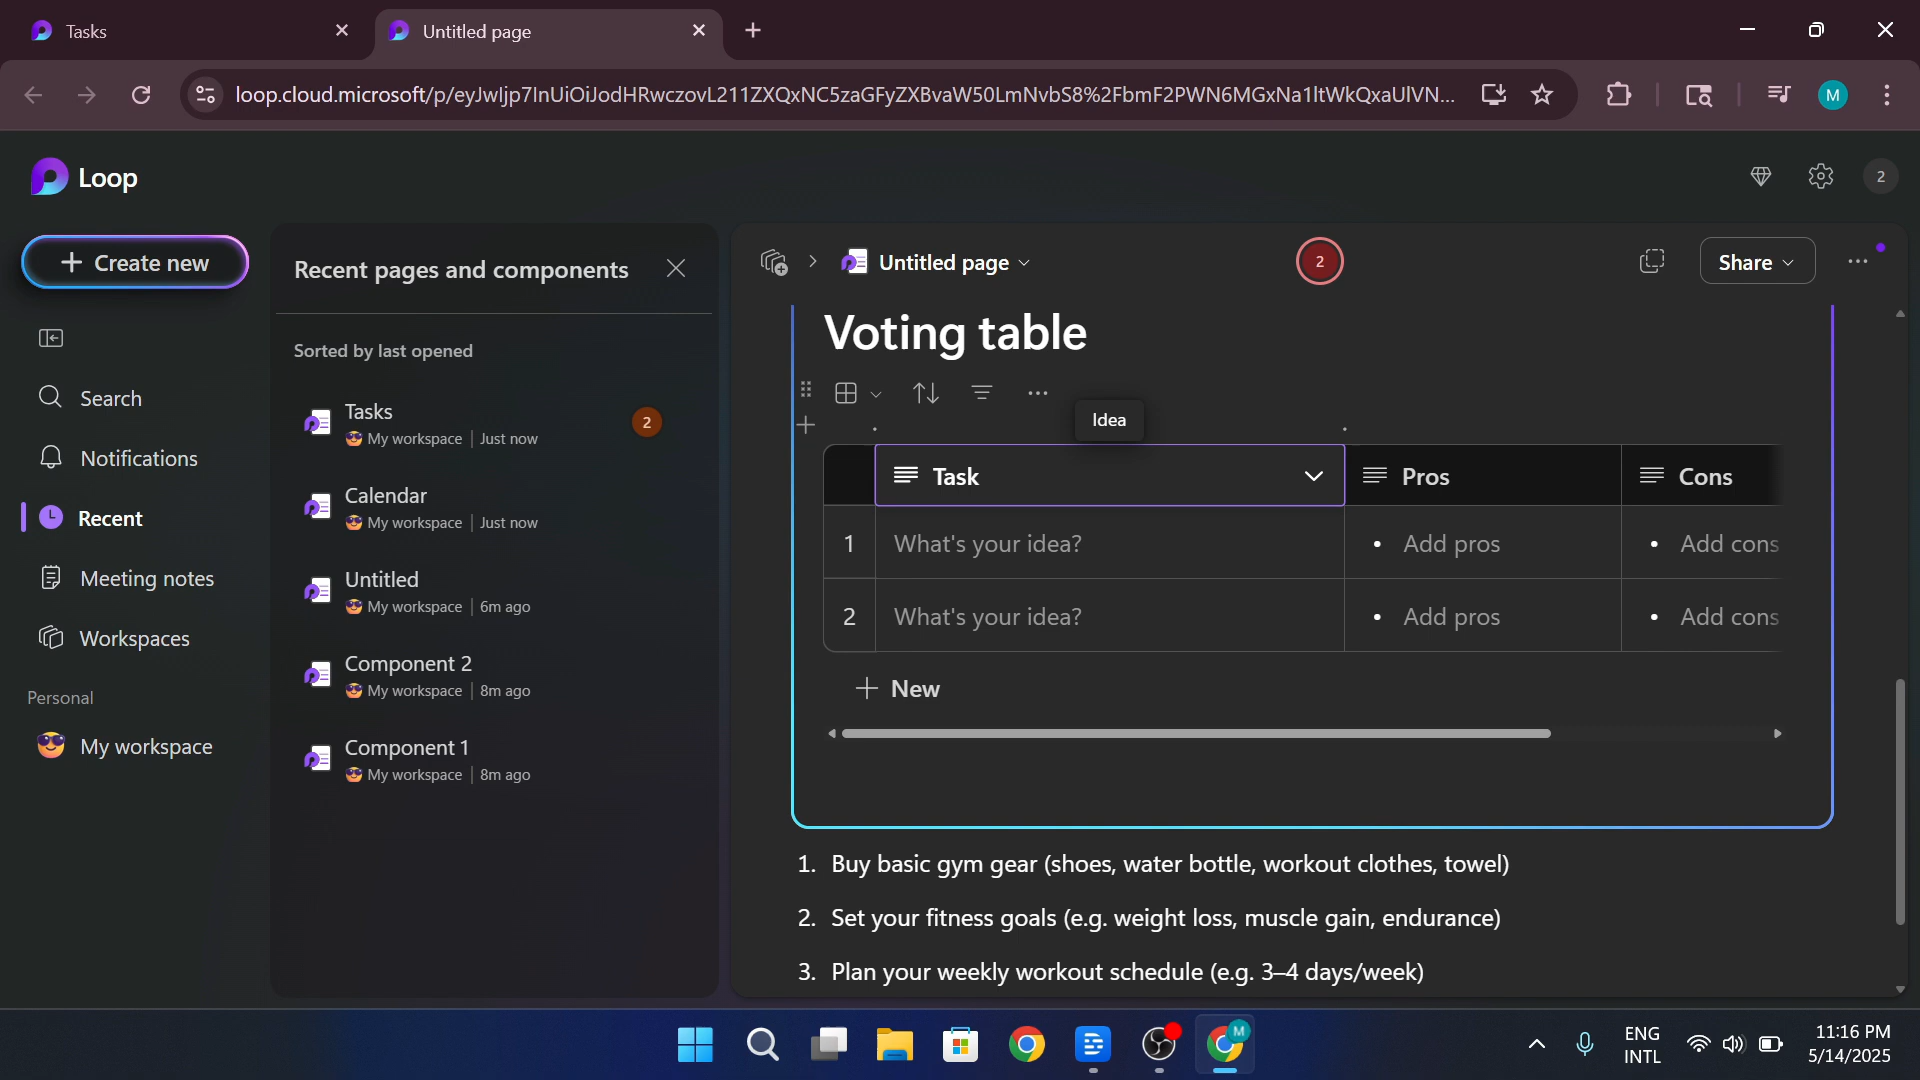 Tasks
Untitled page
loop.cloud.microsoft/p/eyJwIjp7InUiOiJodHRwczovL211ZXQxNC5zaGFyZXBvaW50LmNvbS8%2FbmF2PWN6MGxNa1ltWkQxaUlVN...
M
Loop
2
Create new
Recent pages and components
Untitled page
2
Share
Sorted by last opened
Search
Notifications
Recent
Meeting notes
Workspaces
Personal
My workspace
Tasks
My workspace | Just now
2
Calendar
My workspace | Just now
Untitled
My workspace | 6m ago
Component 2
My workspace | 8m ago
Component 1
My workspace | 8m ago
Voting table
Idea
Task Pros Cons
1 What's your idea? • Add pros • Add cons
2 What's your idea? • Add pros • Add cons
New
1. Buy basic gym gear (shoes, water bottle, workout clothes, towel)
2. Set your fitness goals (e.g. weight loss, muscle gain, endurance)
3. Plan your weekly workout schedule (e.g. 3–4 days/week)
M
ENG
INTL
11:16 PM
5/14/2025